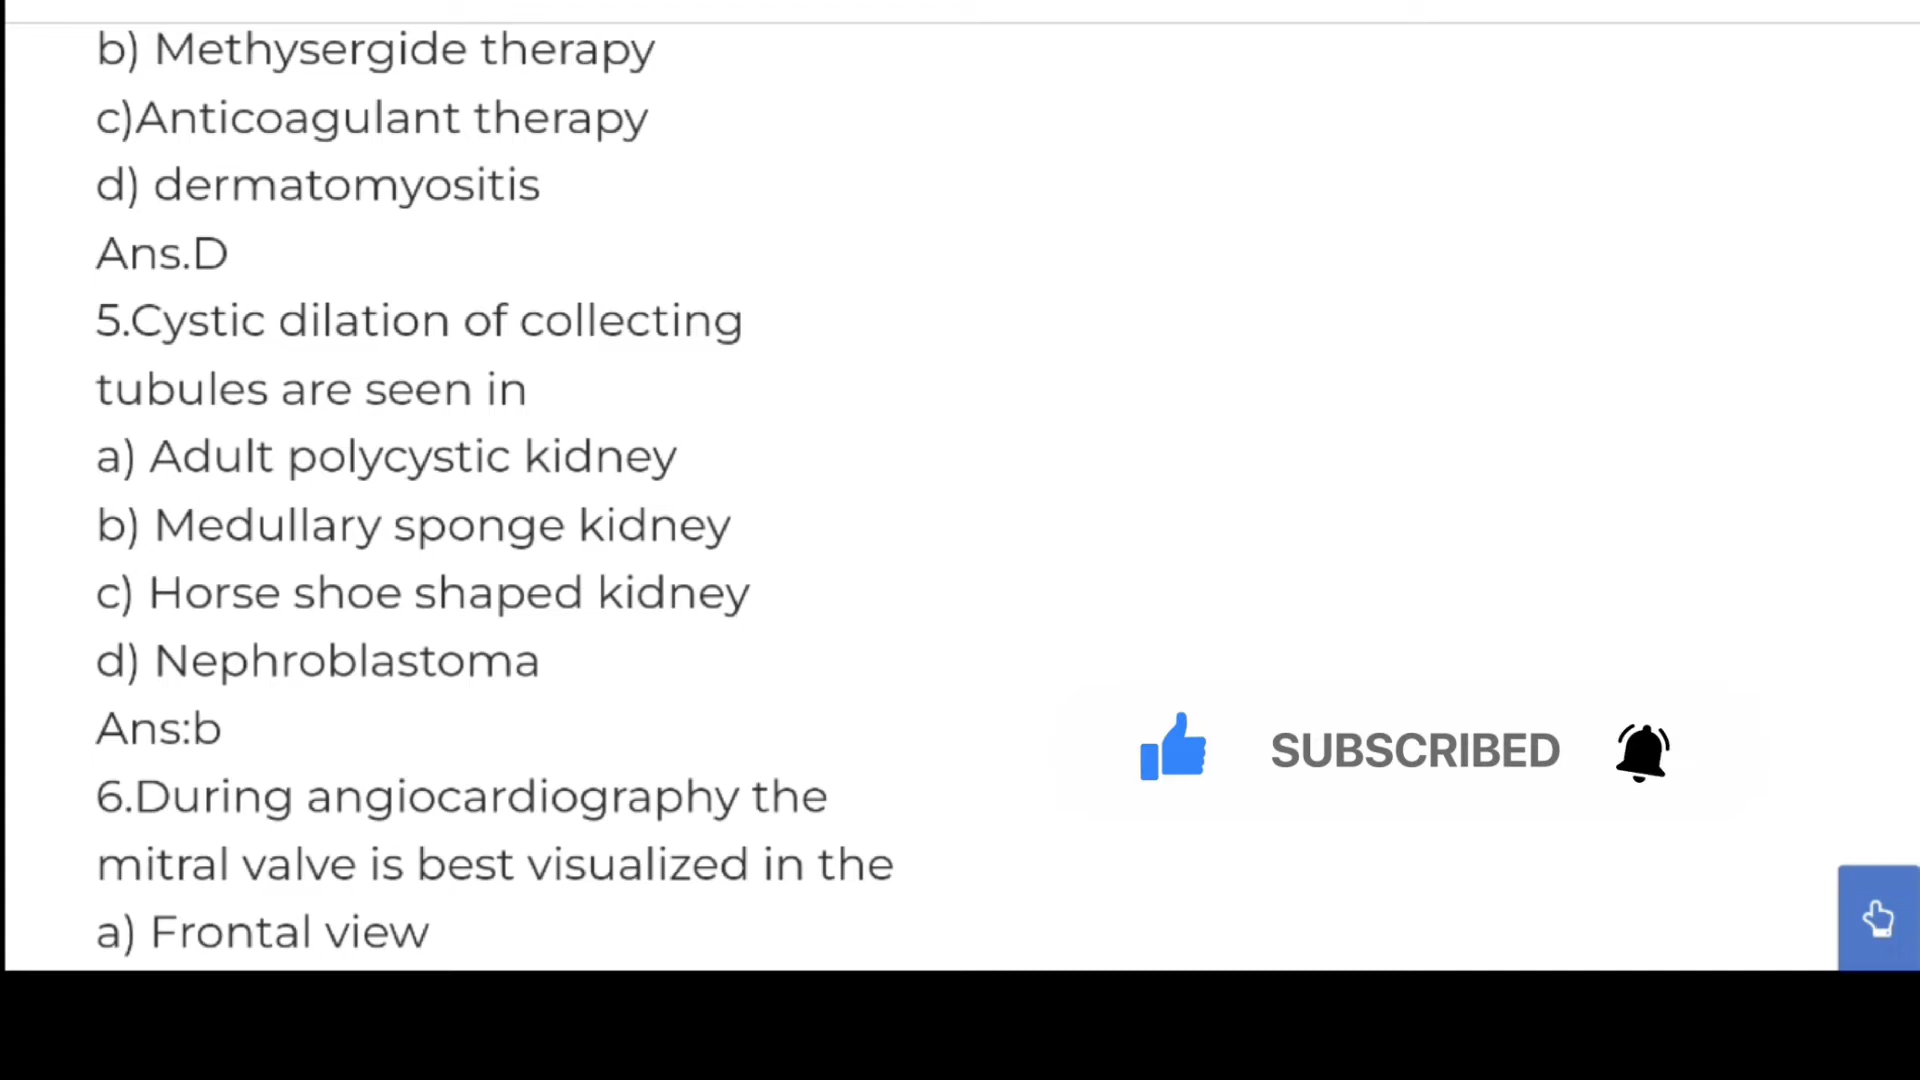 b) Methysergide therapy
c)Anticoagulant therapy
d) dermatomyositis
Ans.D
5.Cystic dilation of collecting
tubules are seen in
a) Adult polycystic kidney
b) Medullary sponge kidney
c) Horse shoe shaped kidney
d) Nephroblastoma
Ans:b
6.During angiocardiography the
mitral valve is best visualized in the
a) Frontal view
SUBSCRIBED